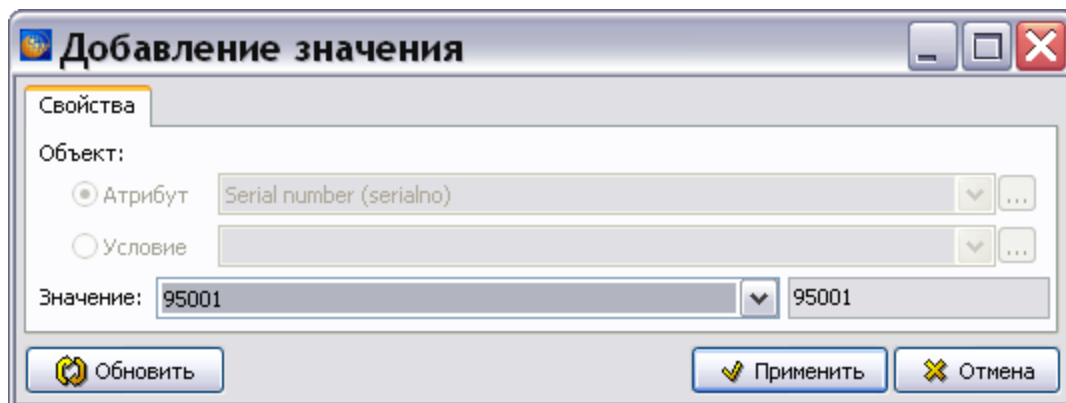 Добавление значения
Свойства
Объект:
Атрибут Serial number (serialno) ...
Условие ...
Значение: 95001 95001
Обновить Применить Отмена